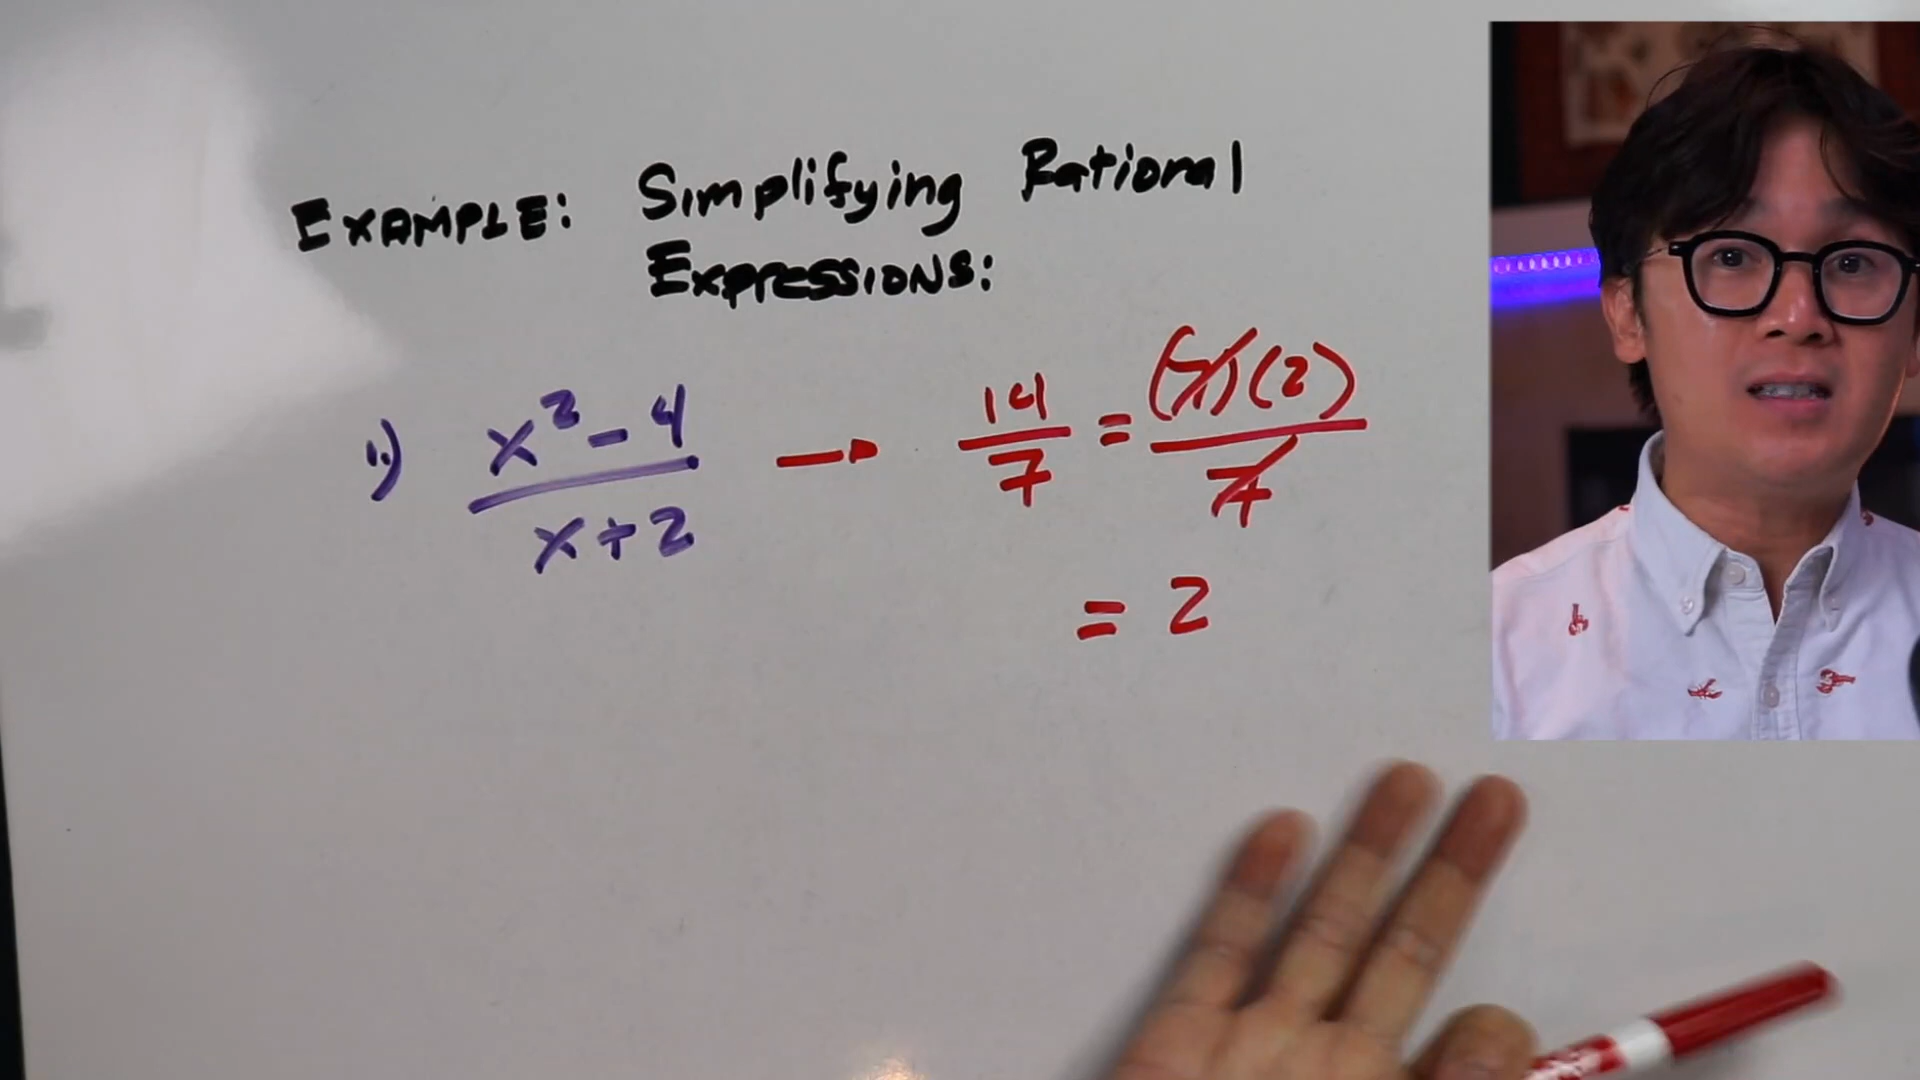 EXAMPLE: Simplifying Rational
EXPRESSIONS:
1.) x² - 4 / x + 2 → 14 / 7 = (7)(2) / 7
= 2